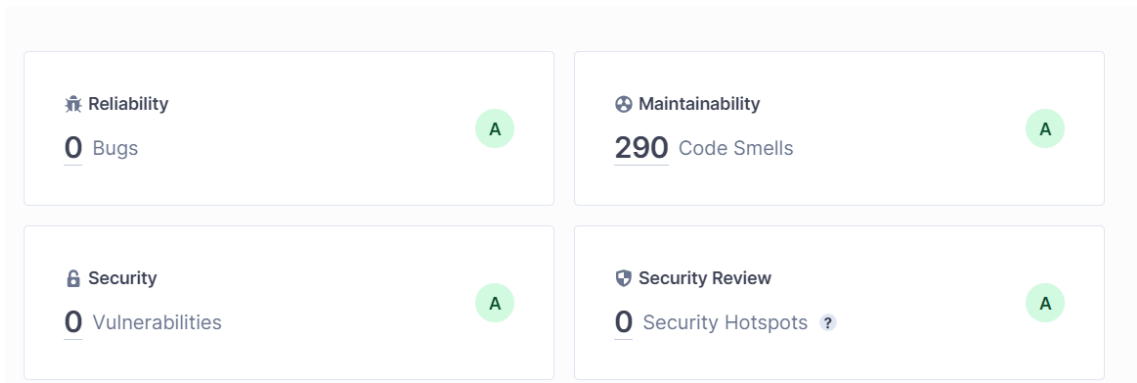 Reliability
0 Bugs
A
Maintainability
290 Code Smells
A
Security
0 Vulnerabilities
A
Security Review
0 Security Hotspots ?
A